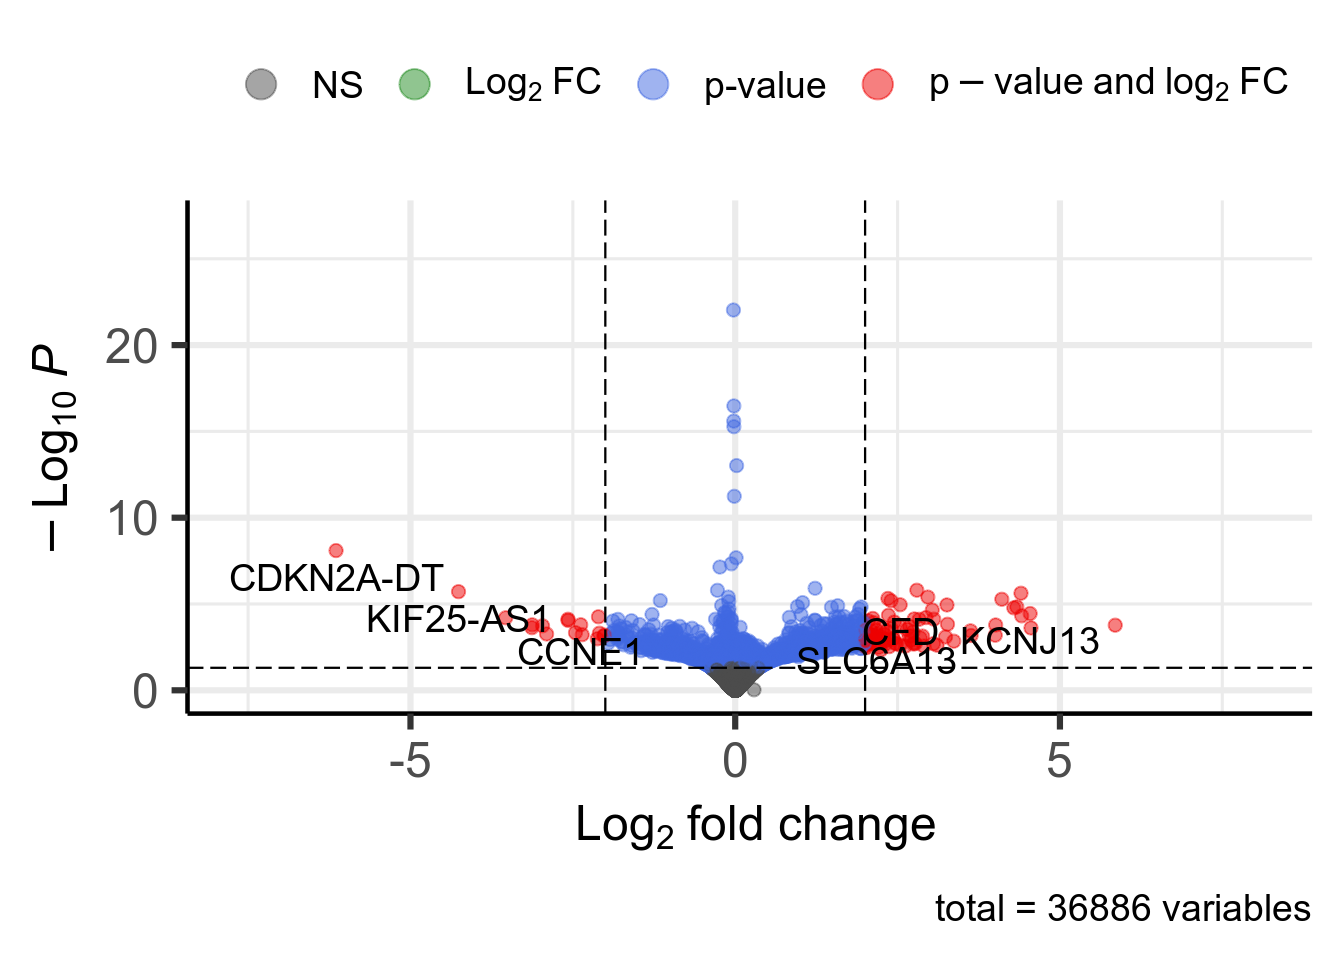 NS Log₂ FC p-value p − value and log₂ FC
− Log₁₀ P
20
10
0
CDKN2A-DT
KIF25-AS1
CCNE1
CFD
KCNJ13
SLC6A13
-5 0 5
Log₂ fold change
total = 36886 variables